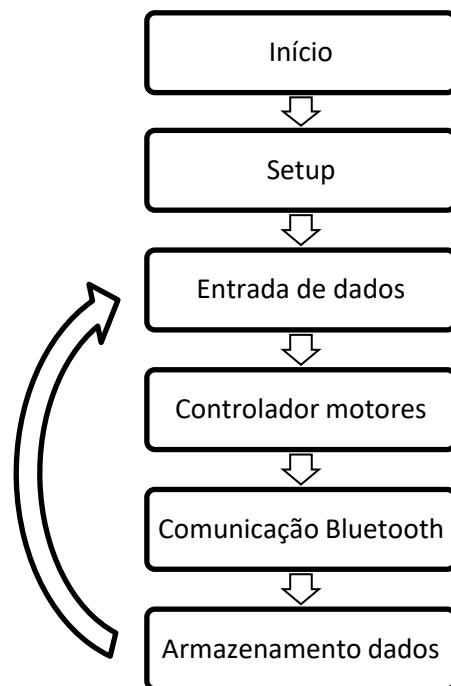 Início
Setup
Entrada de dados
Controlador motores
Comunicação Bluetooth
Armazenamento dados